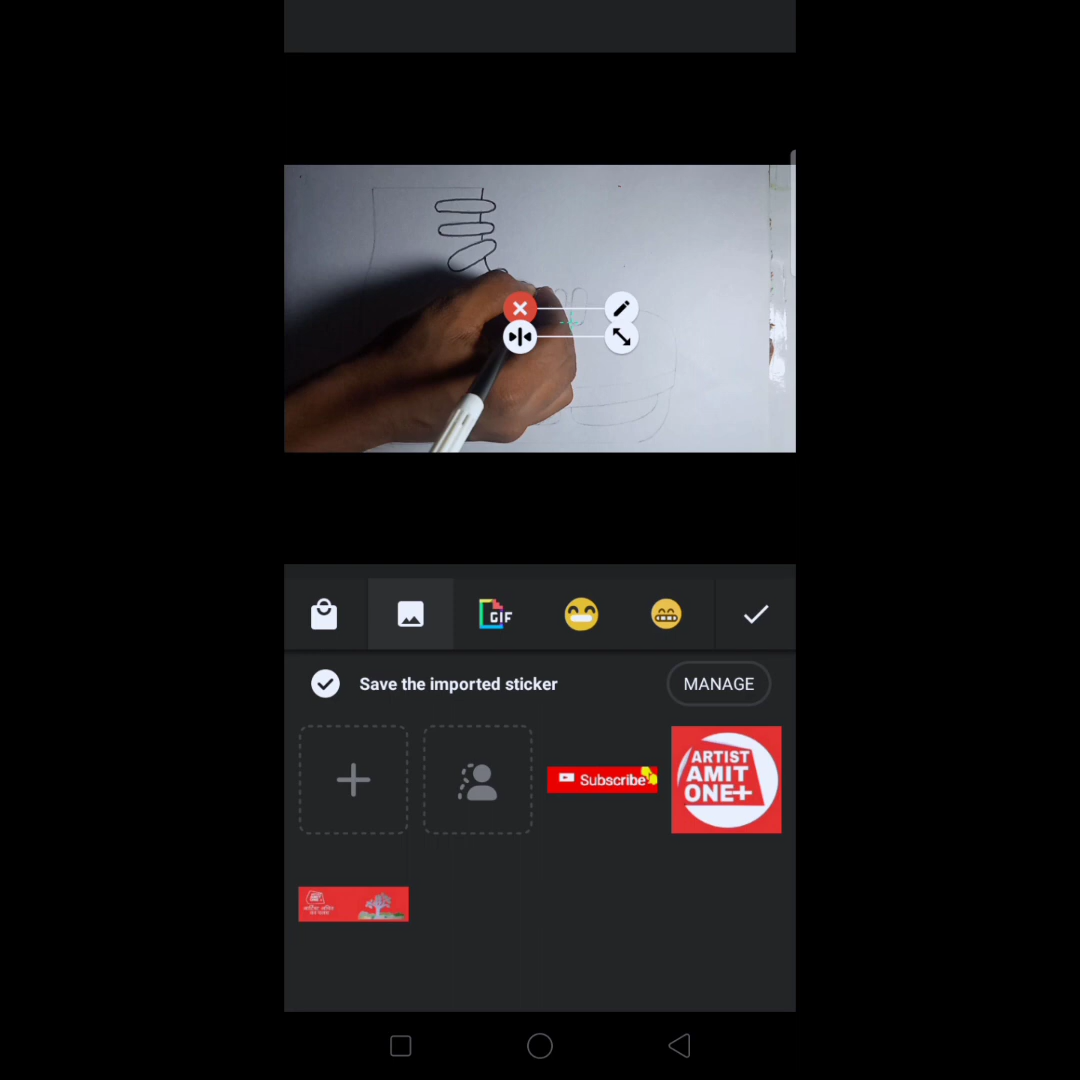 GIF
Save the imported sticker
MANAGE
Subscribe
ARTIST
AMIT
ONE+